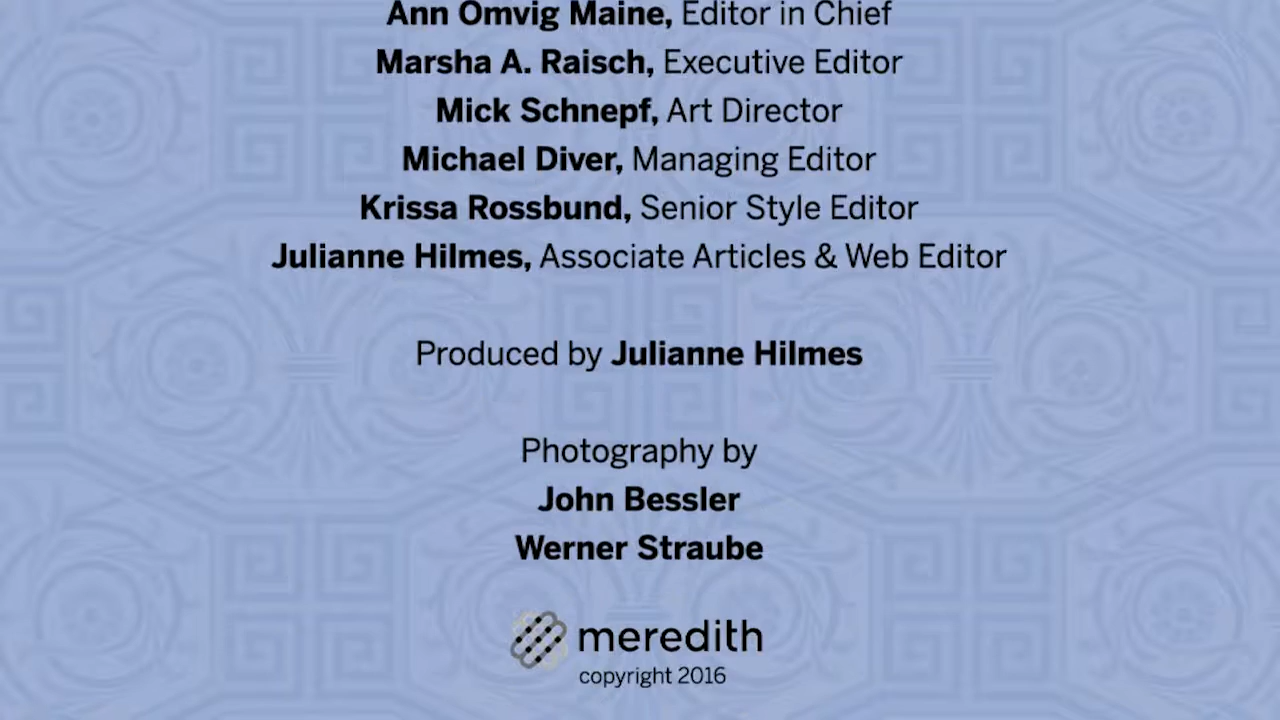 Ann Omvig Maine, Editor in Chief
Marsha A. Raisch, Executive Editor
Mick Schnepf, Art Director
Michael Diver, Managing Editor
Krissa Rossbund, Senior Style Editor
Julianne Hilmes, Associate Articles & Web Editor
Produced by Julianne Hilmes
Photography by
John Bessler
Werner Straube
meredith
copyright 2016